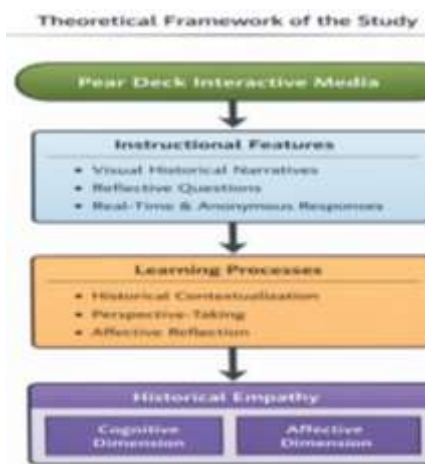 Theoretical Framework of the Study
Pear Deck Interactive Media
Instructional Features
• Visual Historical Narratives
• Reflective Questions
• Real-Time & Anonymous Responses
Learning Processes
• Historical Contextualization
• Perspective-Taking
• Affective Reflection
Historical Empathy
Cognitive
Dimension
Affective
Dimension